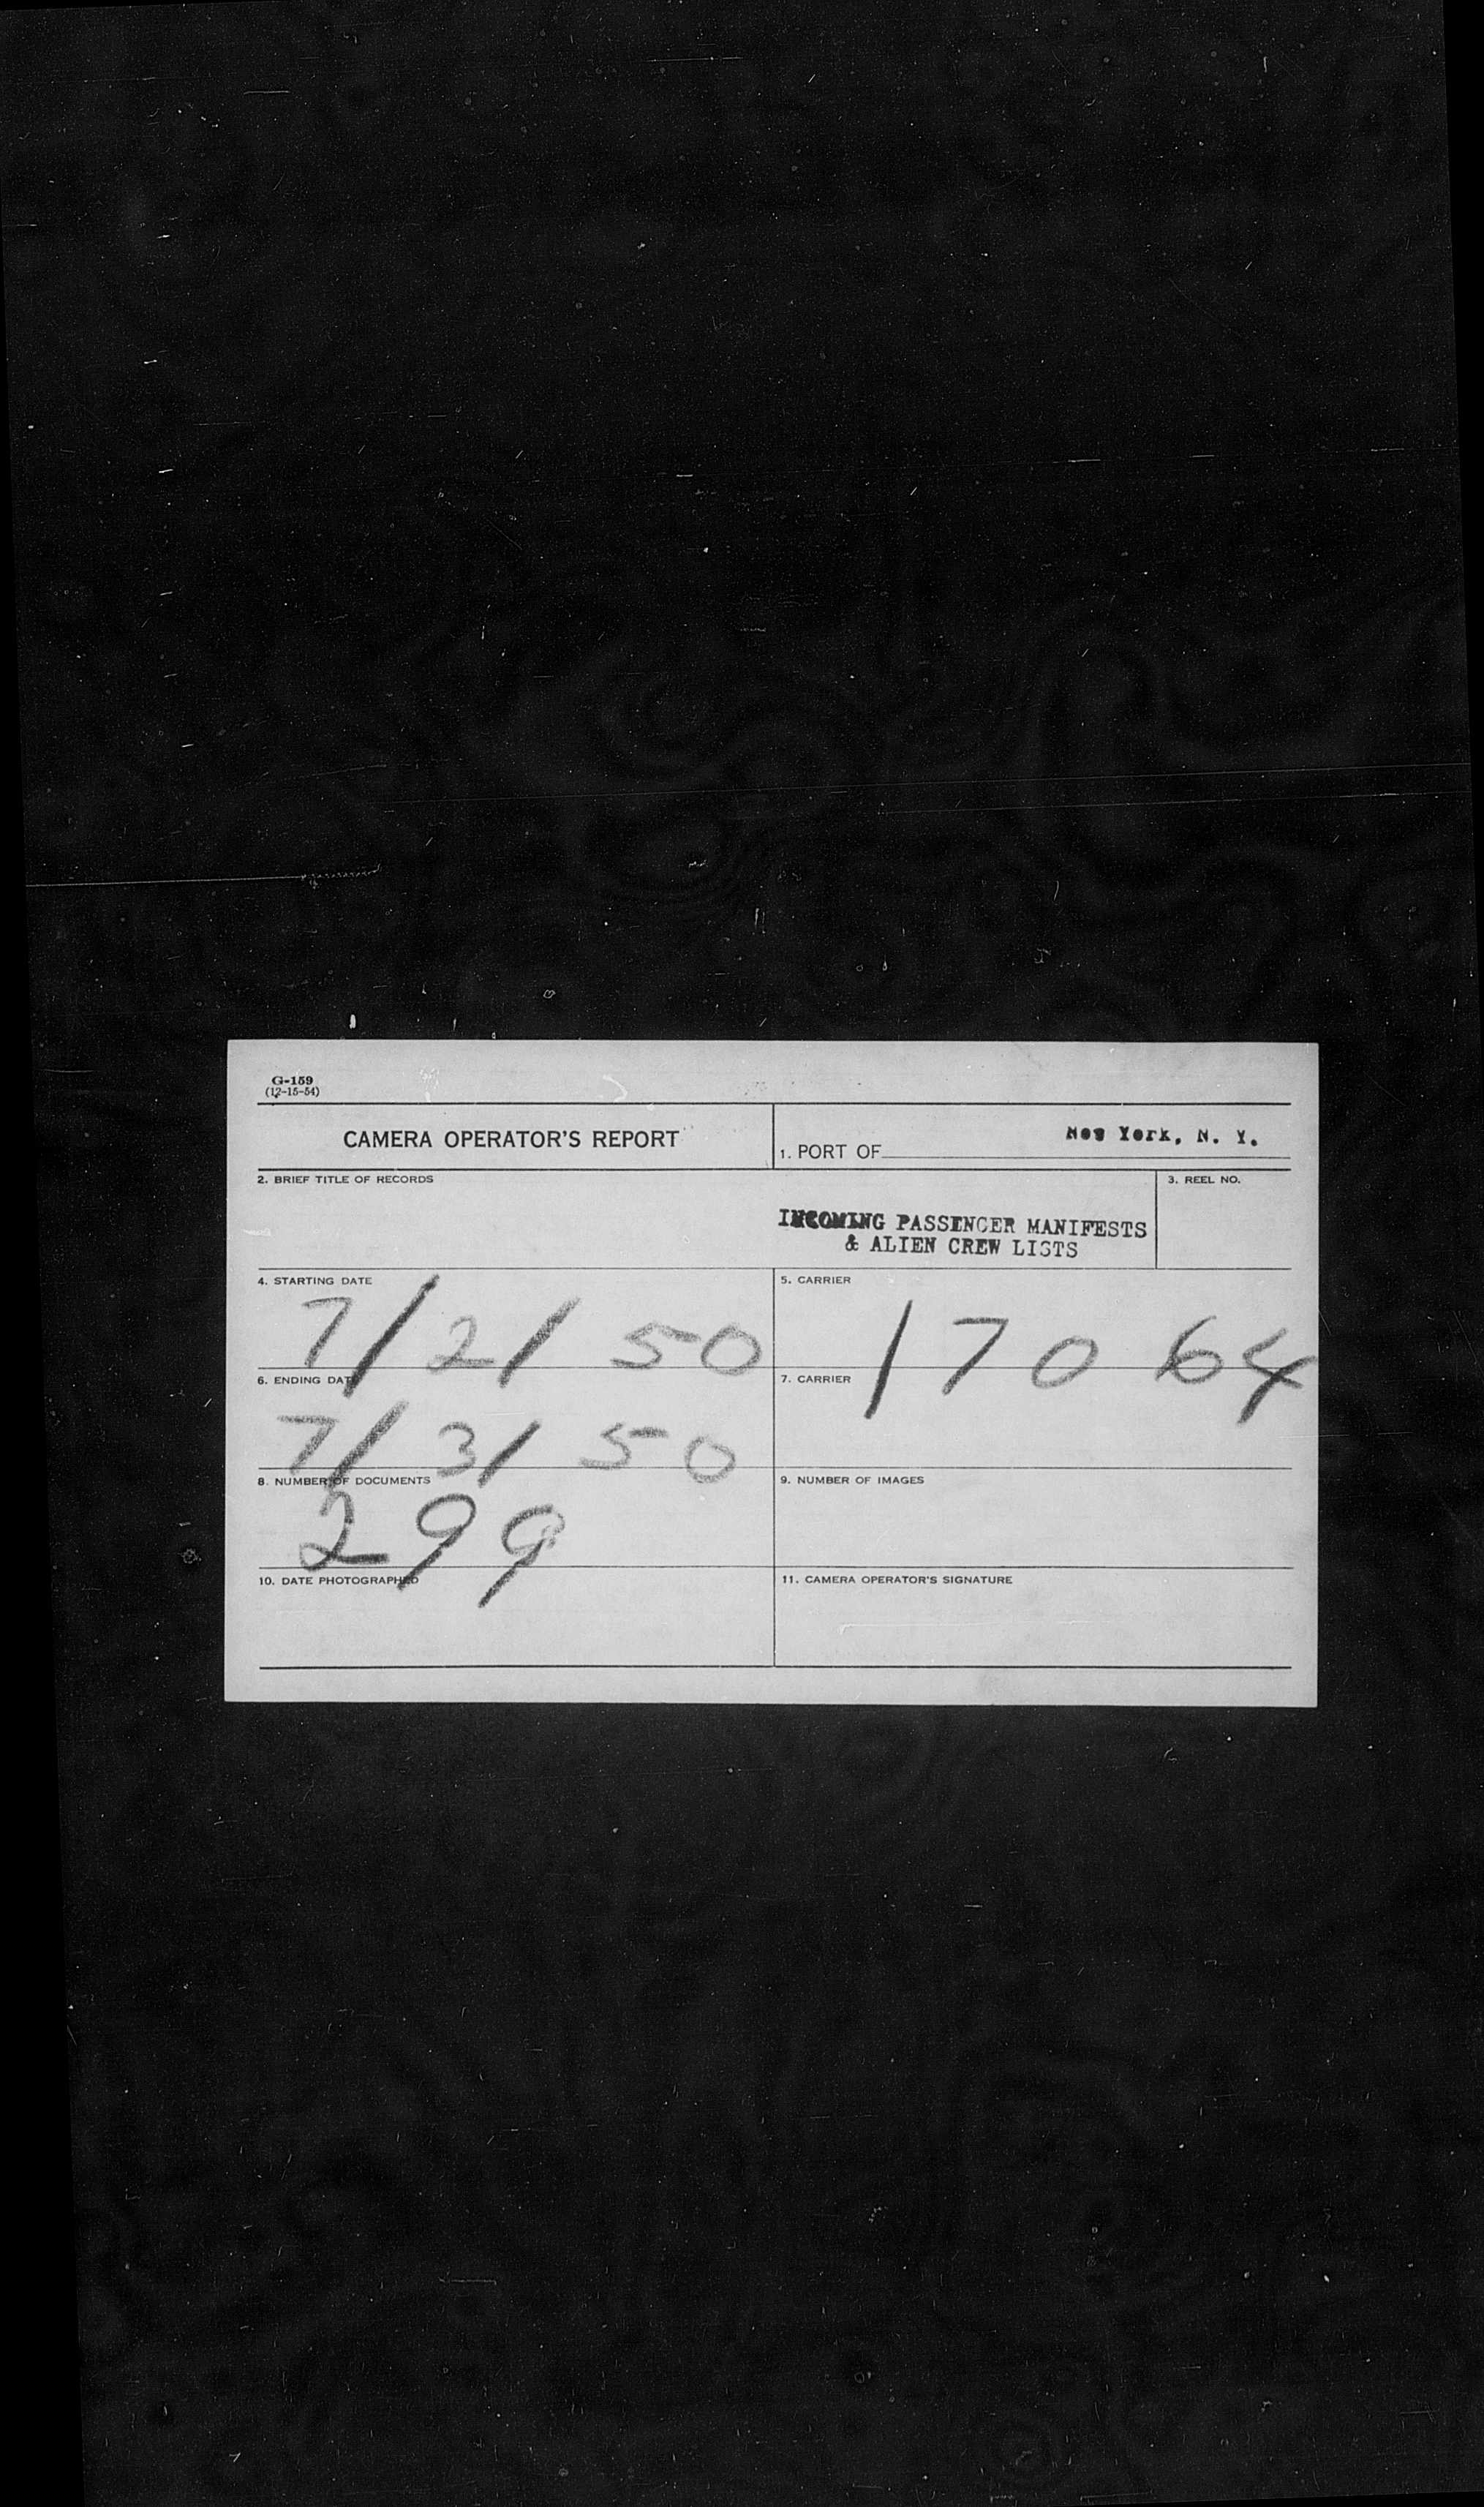 G-159
(12-15-54)
CAMERA OPERATOR'S REPORT
1. PORT OF New York, N. Y.
2. BRIEF TITLE OF RECORDS
INCOMING PASSENGER MANIFESTS
& ALIEN CREW LISTS
3. REEL NO.
4. STARTING DATE
7/2/50
5. CARRIER
17064
6. ENDING DATE
7/3/50
7. CARRIER
8. NUMBER OF DOCUMENTS
299
9. NUMBER OF IMAGES
10. DATE PHOTOGRAPHED
11. CAMERA OPERATOR'S SIGNATURE